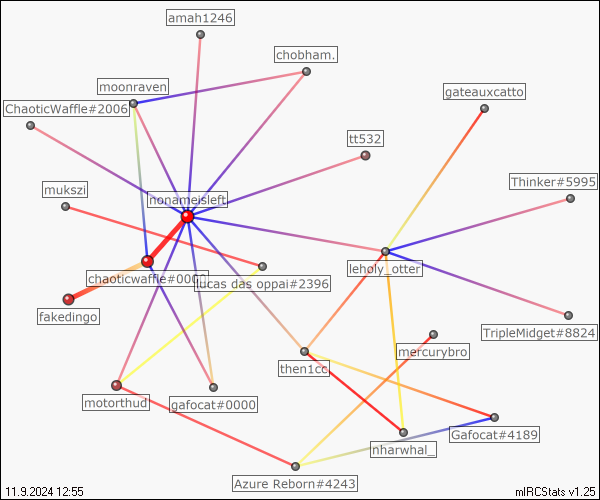 amah1246
chobham.
moonraven
gateauxcatto
ChaoticWaffle#2006
tt532
Thinker#5995
mukszi
nonameisleft
leholy_otter
chaoticwaffle#000
lucas das oppai#2396
fakedingo
TripleMidget#8824
mercurybro
then1cc
motorthud
gafocat#0000
Gafocat#4189
nharwhal_
Azure Reborn#4243
11.9.2024 12:55
mIRCStats v1.25